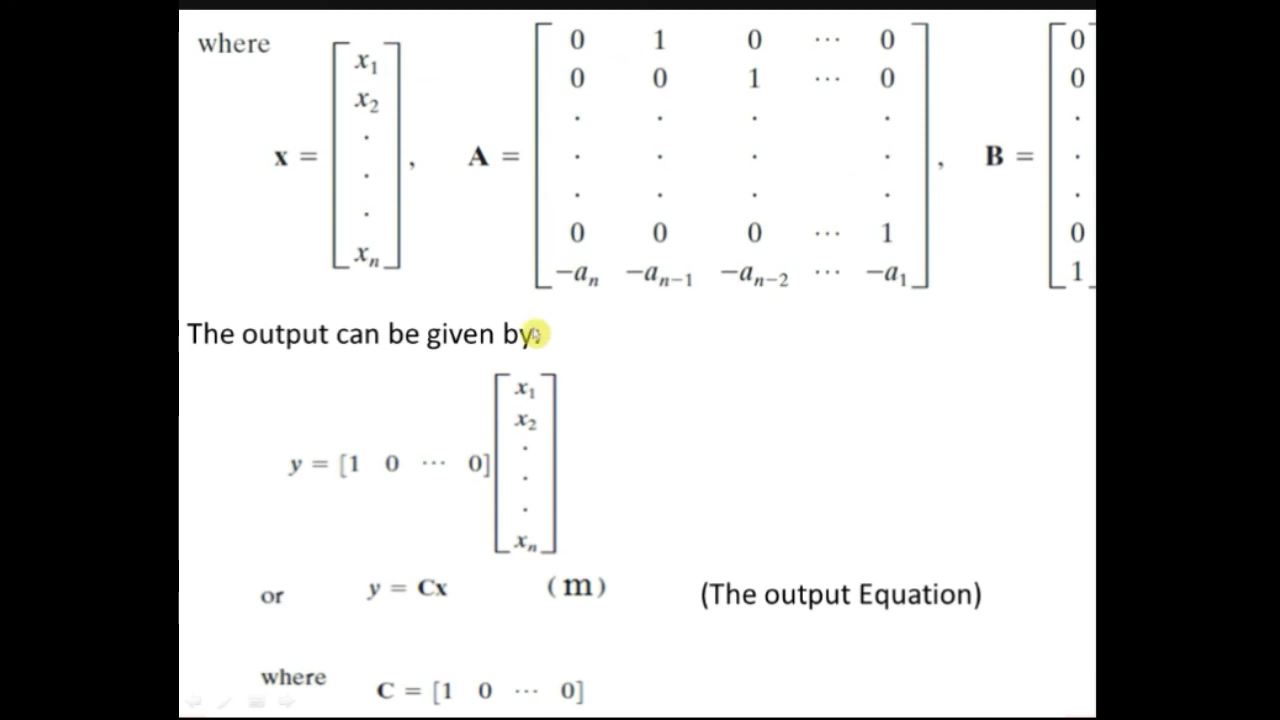 where
x = [ x₁ x₂ . . . xₙ ] , A = [ 0 1 0 ⋯ 0
0 0 1 ⋯ 0
. . . .
. . . .
. . . .
0 0 0 ⋯ 1
−aₙ −aₙ₋₁ −aₙ₋₂ ⋯ −a₁ ] , B = [ 0 0 . . . 0 1 ]
The output can be given by:
y = [1 0 ⋯ 0] [ x₁ x₂ . . . xₙ ]
or y = Cx (m) (The output Equation)
where C = [1 0 ⋯ 0]